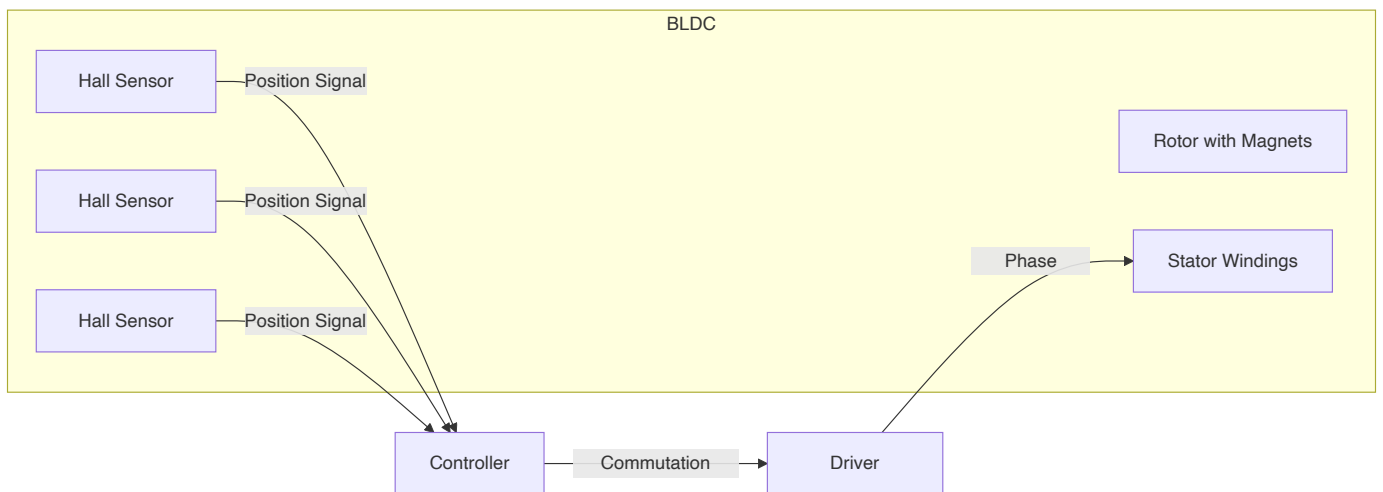 BLDC
Hall Sensor
Position Signal
Rotor with Magnets
Hall Sensor
Position Signal
Phase
Stator Windings
Hall Sensor
Position Signal
Controller
Commutation
Driver